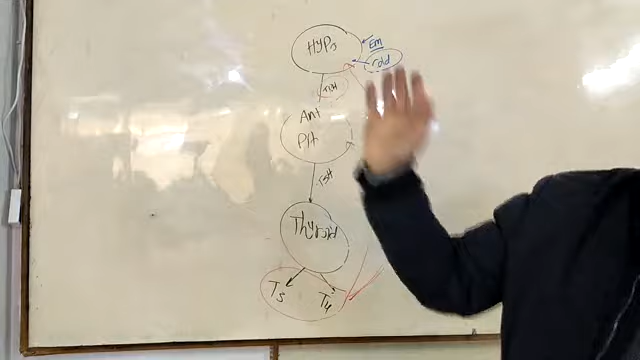 Hypo
Em
cold
TRH
Ant
Pit
TSH
Thyroid
T3
T4